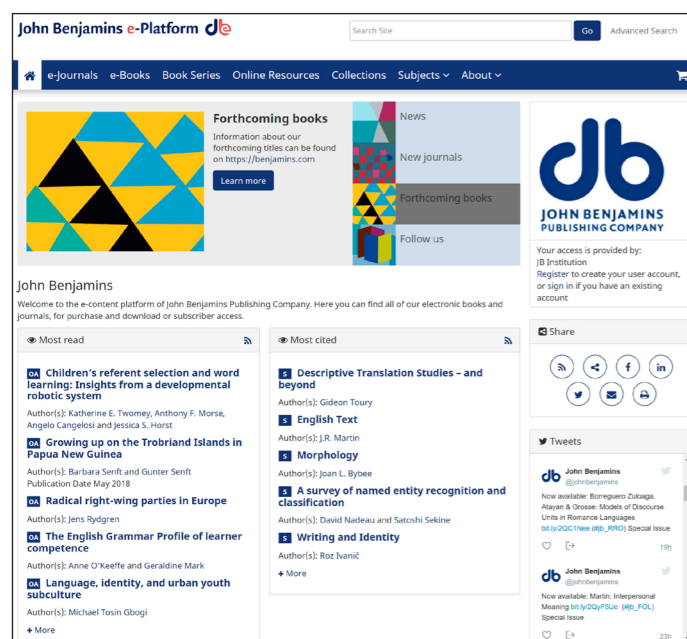 John Benjamins e-Platform
Search Site
Go
Advanced Search
e-Journals e-Books Book Series Online Resources Collections Subjects About
Forthcoming books
Information about our
forthcoming titles can be found
on https://benjamins.com
Learn more
News
New journals
Forthcoming books
Follow us
JOHN BENJAMINS
PUBLISHING COMPANY
Your access is provided by:
JB Institution
Register to create your user account,
or sign in if you have an existing
account
John Benjamins
Welcome to the e-content platform of John Benjamins Publishing Company. Here you can find all of our electronic books and
journals, for purchase and download or subscriber access.
Most read
OA Children's referent selection and word
learning: Insights from a developmental
robotic system
Author(s): Katherine E. Twomey, Anthony F. Morse,
Angelo Cangelosi and Jessica S. Horst
OA Growing up on the Trobriand Islands in
Papua New Guinea
Author(s): Barbara Senft and Gunter Senft
Publication Date May 2018
OA Radical right-wing parties in Europe
Author(s): Jens Rydgren
OA The English Grammar Profile of learner
competence
Author(s): Anne O'Keeffe and Geraldine Mark
OA Language, identity, and urban youth
subculture
Author(s): Michael Tosin Gbogi
+ More
Most cited
S Descriptive Translation Studies – and
beyond
Author(s): Gideon Toury
S English Text
Author(s): J.R. Martin
S Morphology
Author(s): Joan L. Bybee
S A survey of named entity recognition and
classification
Author(s): David Nadeau and Satoshi Sekine
S Writing and Identity
Author(s): Roz Ivanič
+ More
Share
Tweets
John Benjamins
@johnbenjamins
Now available: Borreguero Zuloaga,
Atayan & Grosse: Models of Discourse
Units in Romance Languages
bit.ly/2QC1Nee (#jb_RRO) Special Issue
19h
John Benjamins
@johnbenjamins
Now available: Martin: Interpersonal
Meaning bit.ly/2QyF5Ue (#jb_FOL)
Special Issue
23h